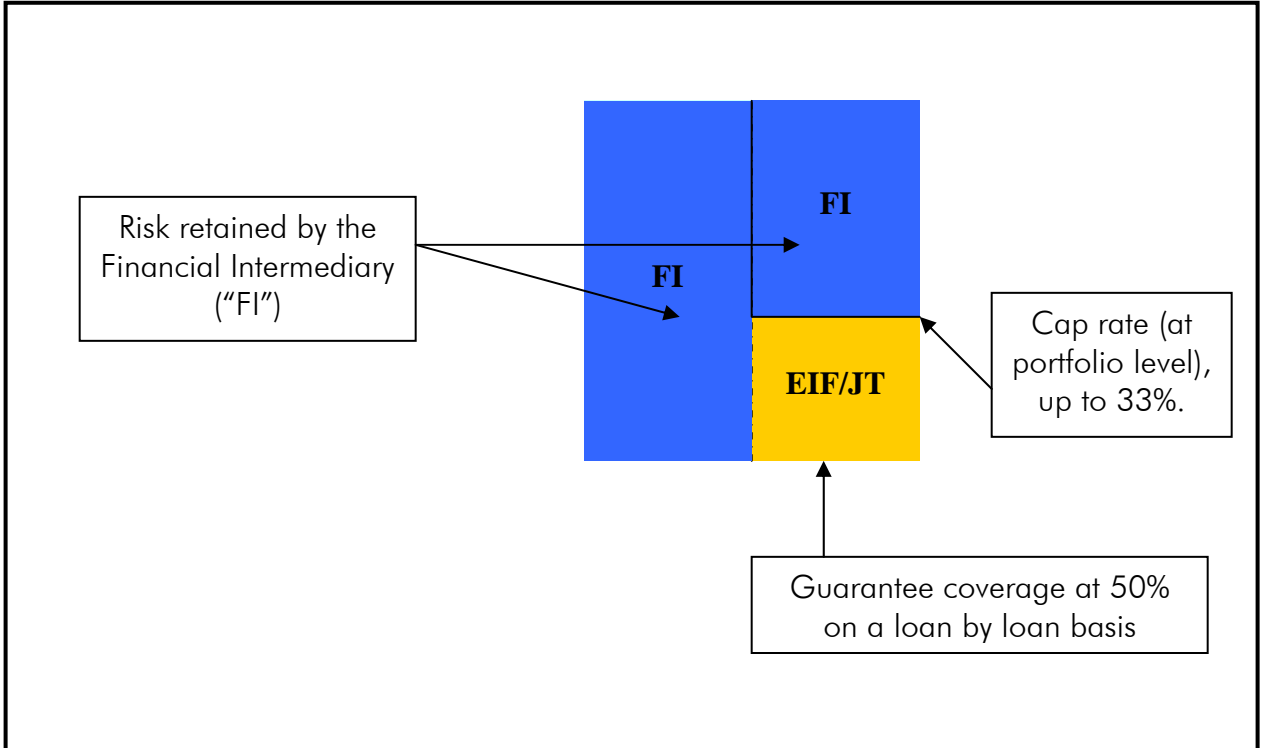 FI
Risk retained by the
Financial Intermediary
(“FI”)
FI
Cap rate (at
portfolio level),
up to 33%.
EIF/JT
Guarantee coverage at 50%
on a loan by loan basis